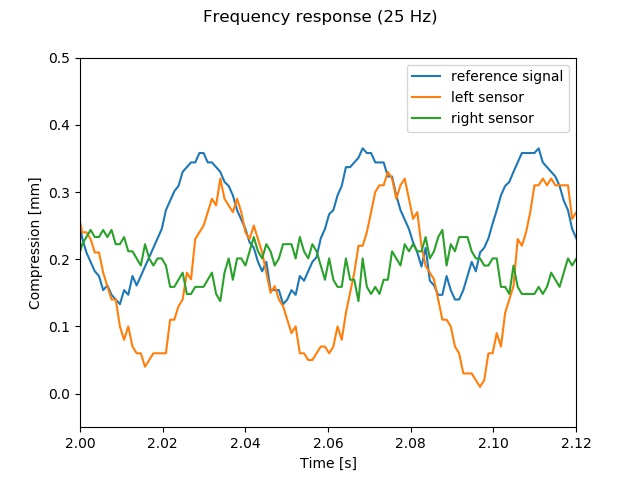 Frequency response (25 Hz)
reference signal
left sensor
right sensor
0.5
0.4
0.3
0.2
0.1
0.0
Compression [mm]
2.00 2.02 2.04 2.06 2.08 2.10 2.12
Time [s]